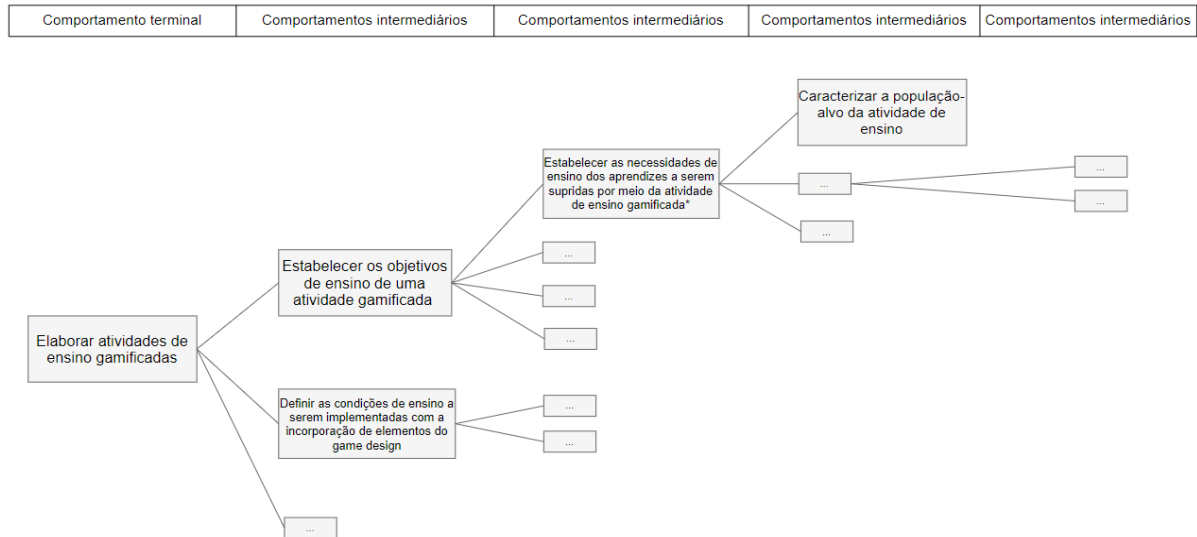 Comportamento terminal
Comportamentos intermediários
Comportamentos intermediários
Comportamentos intermediários
Comportamentos intermediários
Caracterizar a população-
alvo da atividade de
ensino
Estabelecer as necessidades de
ensino dos aprendizes a serem
supridas por meio da atividade
de ensino gamificada*
...
...
...
...
Estabelecer os objetivos
de ensino de uma
atividade gamificada
...
...
...
Elaborar atividades de
ensino gamificadas
Definir as condições de ensino a
serem implementadas com a
incorporação de elementos do
game design
...
...
...